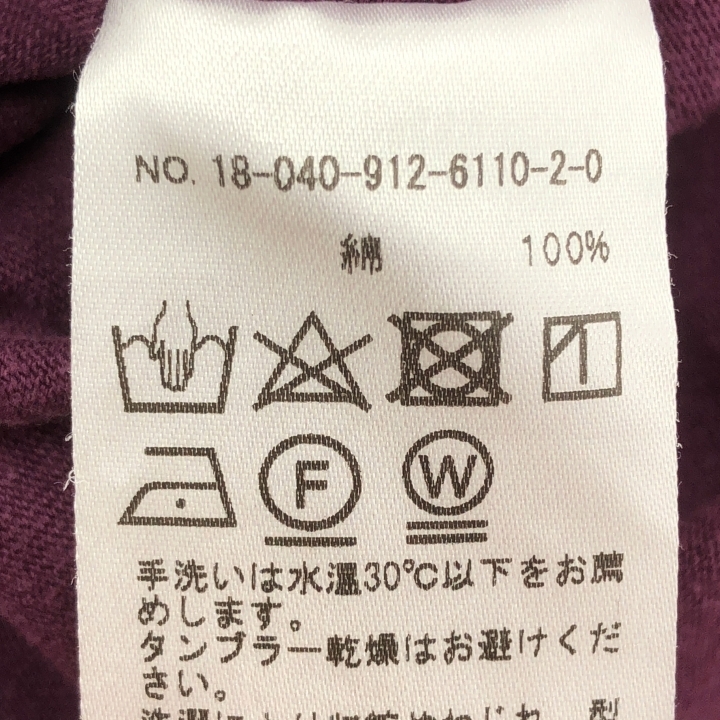 NO. 18-040-912-6110-2-0
綿 100%
F W
手洗いは水温30℃以下をお薦
めします。
タンブラー乾燥はお避けくだ
さい。